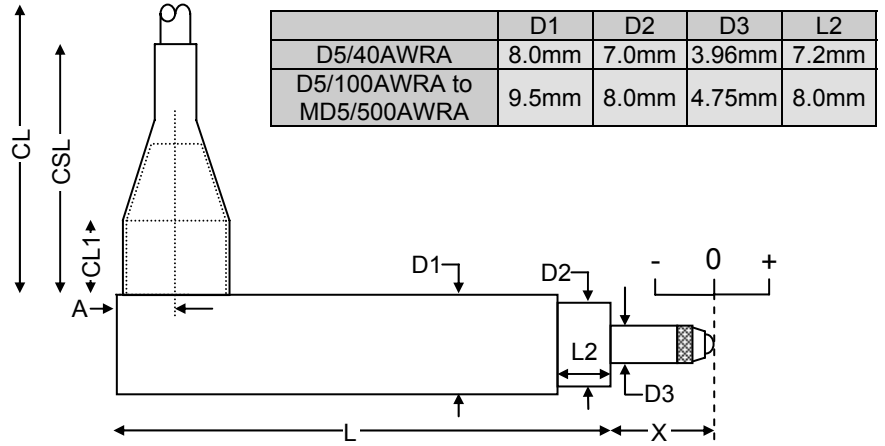 D1 D2 D3 L2
D5/40AWRA 8.0mm 7.0mm 3.96mm 7.2mm
D5/100AWRA to
MD5/500AWRA 9.5mm 8.0mm 4.75mm 8.0mm
CL
CSL
CL1
A
D1
D2
- 0 +
L2
D3
L
X